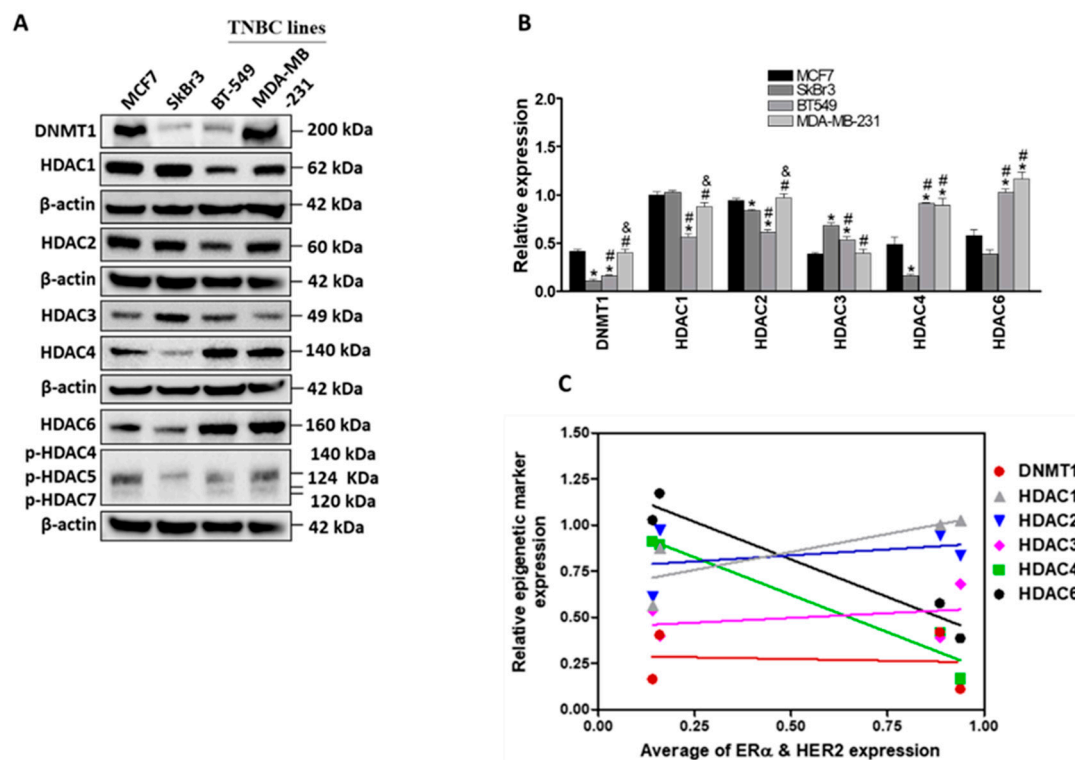 A
TNBC lines
MCF7
SkBr3
BT-549
MDA-MB
-231
DNMT1
200 kDa
HDAC1
62 kDa
β-actin
42 kDa
HDAC2
60 kDa
β-actin
42 kDa
HDAC3
49 kDa
HDAC4
140 kDa
β-actin
42 kDa
HDAC6
160 kDa
p-HDAC4
140 kDa
p-HDAC5
124 KDa
p-HDAC7
120 kDa
β-actin
42 kDa
B
MCF7
SkBr3
BT549
MDA-MB-231
Relative expression
2.0
1.5
1.0
0.5
0.0
* * # # &
* # # &
* * # # &
* * # #
* * # * #
* # * #
DNMT1
HDAC1
HDAC2
HDAC3
HDAC4
HDAC6
C
Relative epigenetic marker
expression
1.50
1.25
1.00
0.75
0.50
0.25
0.00
0.00
0.25
0.50
0.75
1.00
Average of ERα & HER2 expression
DNMT1
HDAC1
HDAC2
HDAC3
HDAC4
HDAC6